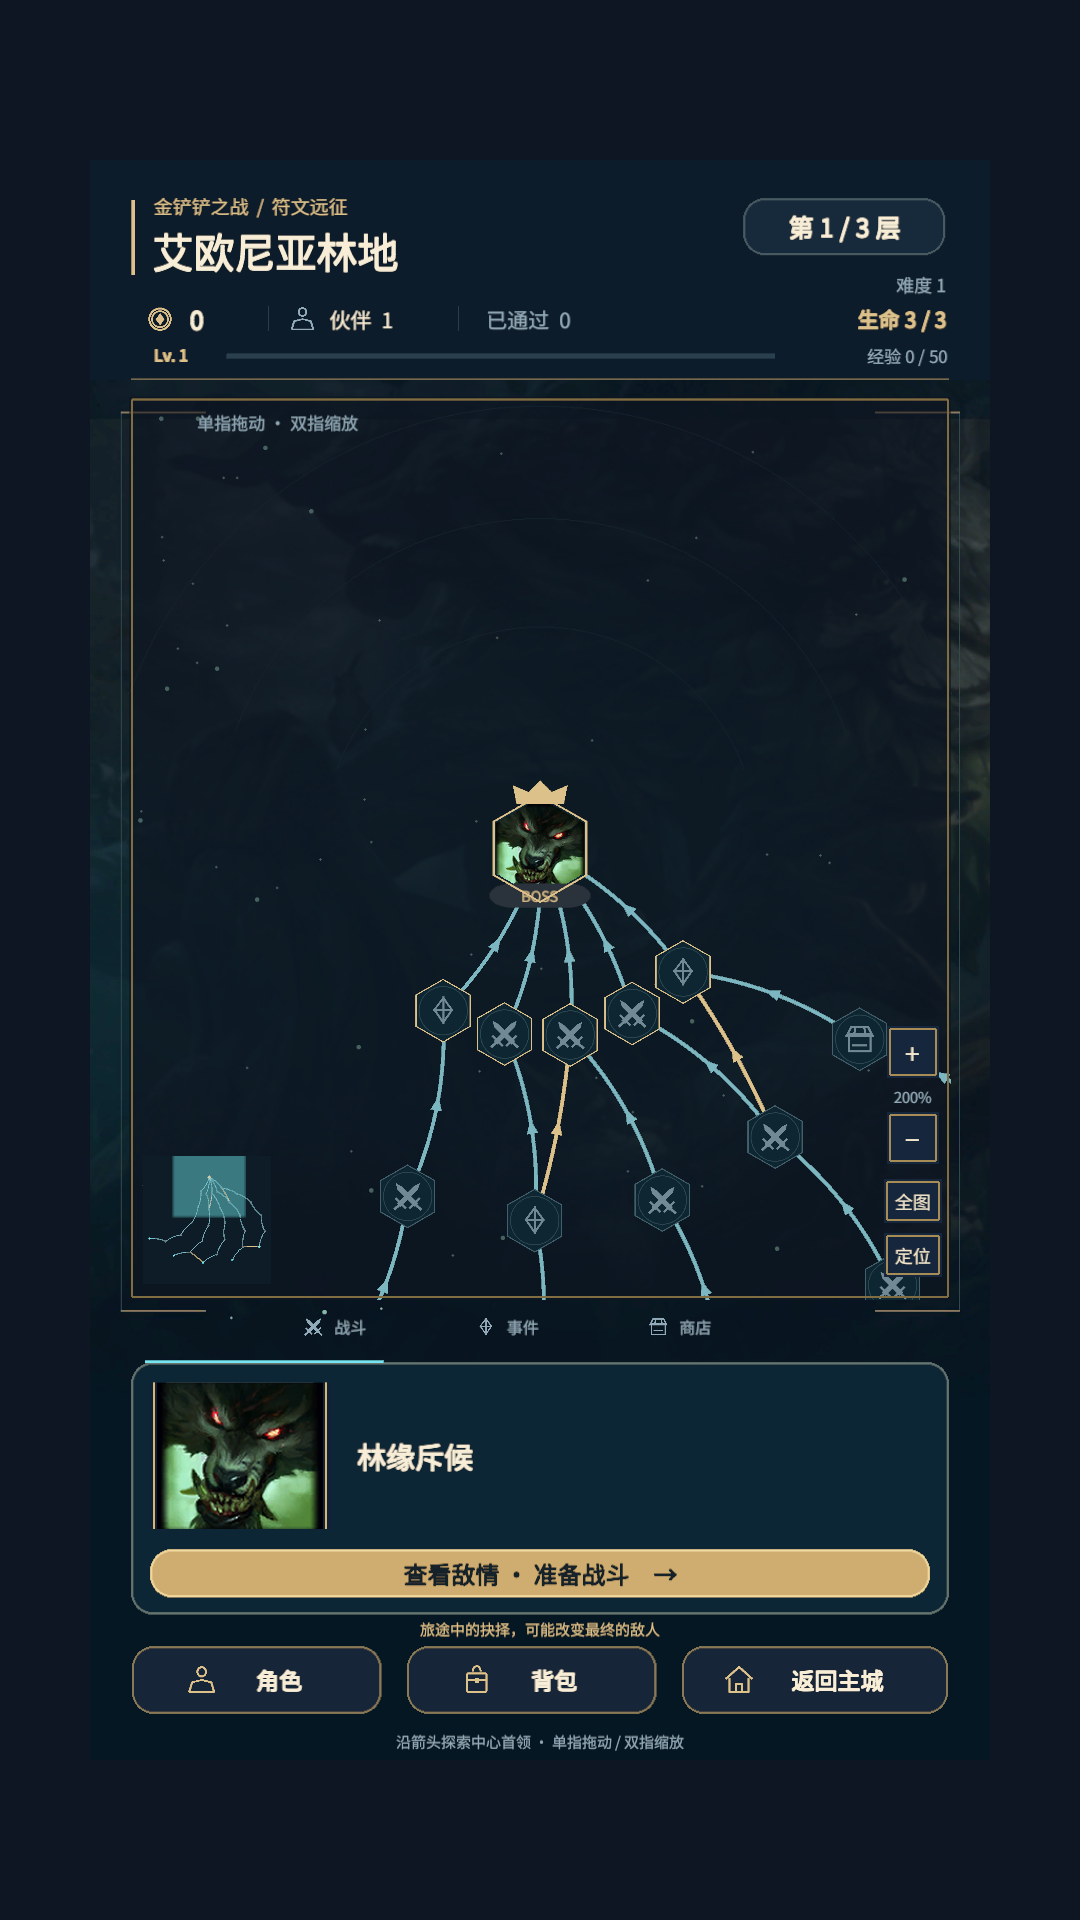 金铲铲之战 / 符文远征
艾欧尼亚林地
第 1 / 3 层
难度 1
0
伙伴 1
已通过 0
生命 3 / 3
Lv. 1
经验 0 / 50
单指拖动 · 双指缩放
BOSS
+
200%
−
全图
定位
战斗
事件
商店
林缘斥候
查看敌情 · 准备战斗 →
旅途中的抉择，可能改变最终的敌人
角色
背包
返回主城
沿箭头探索中心首领 · 单指拖动 / 双指缩放